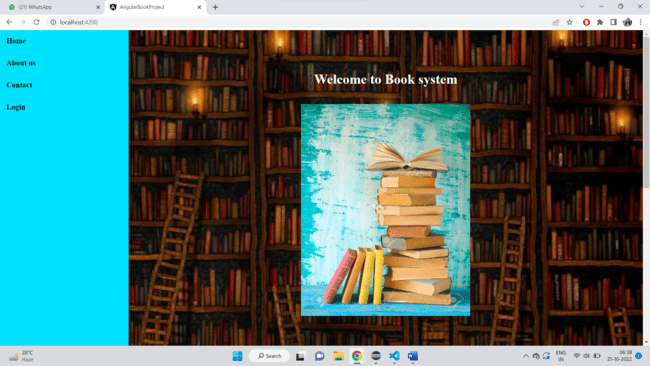 (21) WhatsApp
AngularBookProject
localhost:4200
Home
About us
Contact
Login
Welcome to Book system
28°C
Haze
Search
ENG
IN
06:38
21-10-2022